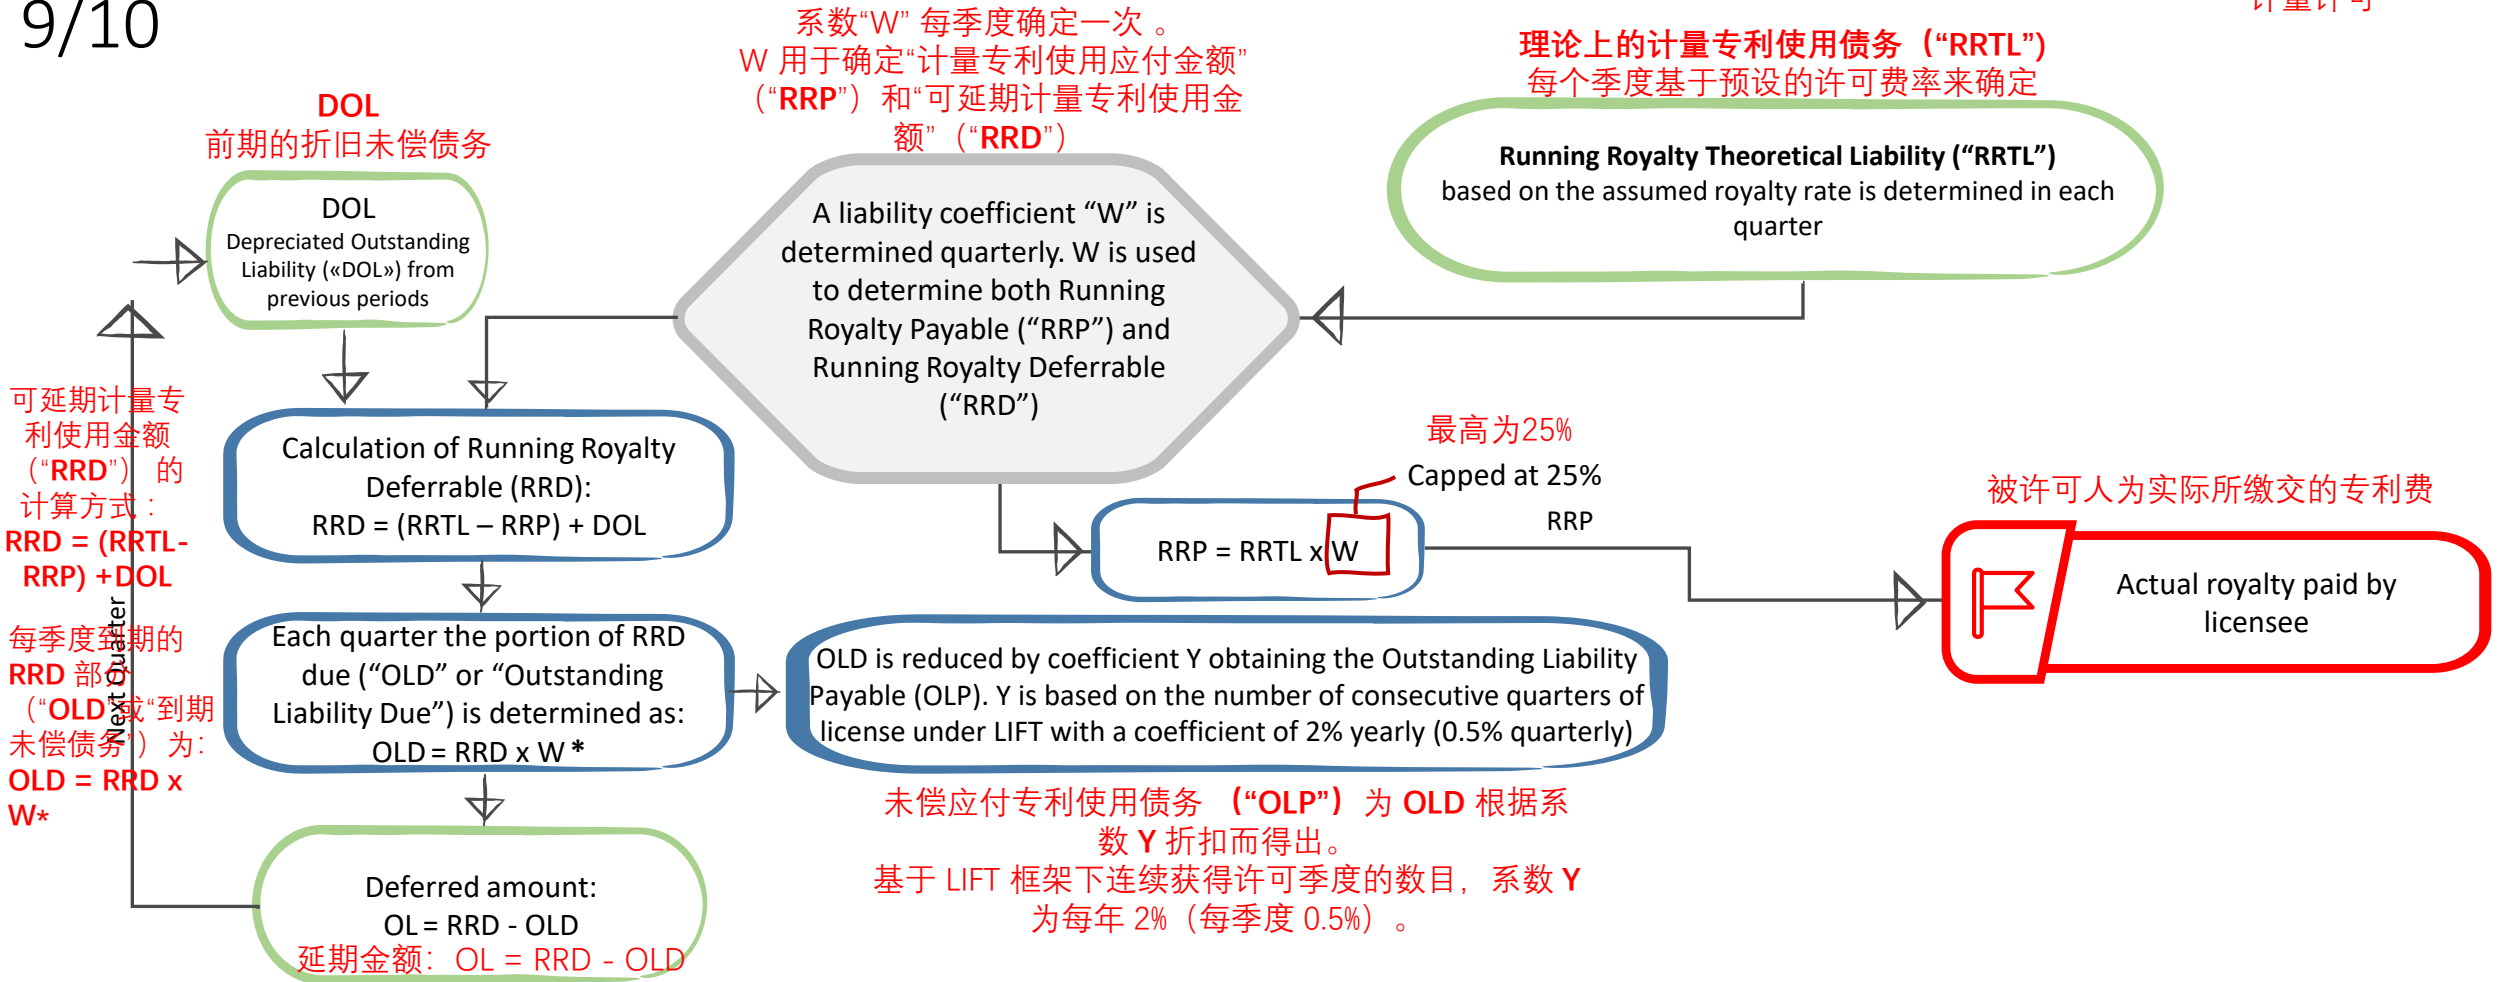 9/10
系数“W” 每季度确定一次 。
W 用于确定“计量专利使用应付金额”
（“RRP”）和“可延期计量专利使用金
额”（“RRD”）
理论上的计量专利使用债务（“RRTL”)
每个季度基于预设的许可费率来确定
DOL
前期的折旧未偿债务
DOL
Depreciated Outstanding
Liability («DOL») from
previous periods
A liability coefficient “W” is
determined quarterly. W is used
to determine both Running
Royalty Payable (“RRP”) and
Running Royalty Deferrable
(“RRD”)
Running Royalty Theoretical Liability (“RRTL”)
based on the assumed royalty rate is determined in each
quarter
可延期计量专
利使用金额
（“RRD”） 的
计算方式：
RRD = (RRTL-
RRP) +DOL
Calculation of Running Royalty
Deferrable (RRD):
RRD = (RRTL – RRP) + DOL
最高为25%
Capped at 25%
RRP
RRP = RRTL x W
被许可人为实际所缴交的专利费
Actual royalty paid by
licensee
Next Quarter
每季度到期的
RRD 部分
（“OLD”或“到期
未偿债务”）为：
OLD = RRD x
W*
Each quarter the portion of RRD
due (“OLD” or “Outstanding
Liability Due”) is determined as:
OLD = RRD x W *
OLD is reduced by coefficient Y obtaining the Outstanding Liability
Payable (OLP). Y is based on the number of consecutive quarters of
license under LIFT with a coefficient of 2% yearly (0.5% quarterly)
未偿应付专利使用债务 （“OLP”）为 OLD 根据系
数 Y 折扣而得出。
基于 LIFT 框架下连续获得许可季度的数目，系数 Y
为每年 2%（每季度 0.5%）。
Deferred amount:
OL = RRD - OLD
延期金额：OL = RRD - OLD